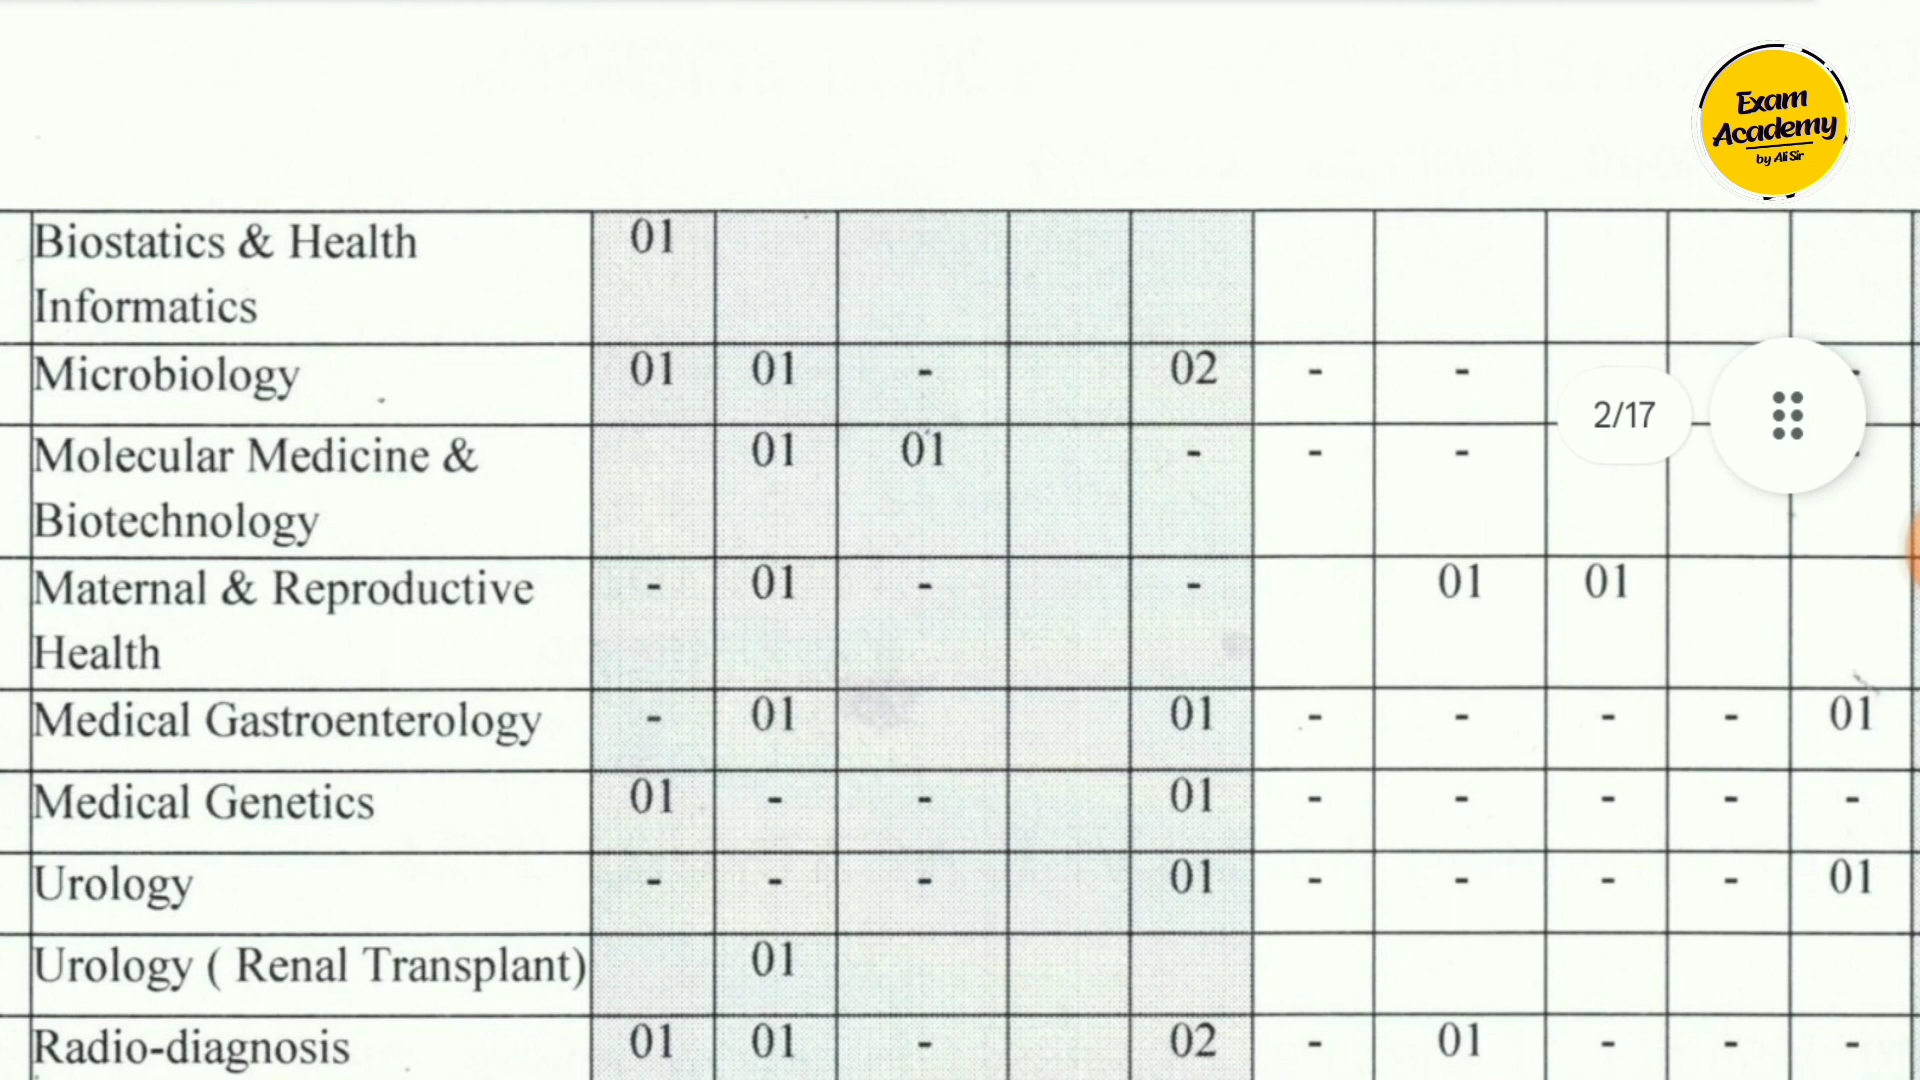 Exam
Academy
by Ali Sir
Biostatics & Health 01
Informatics
Microbiology 01 01 - 02 - - -
2/17
Molecular Medicine & 01 01 - - -
Biotechnology
Maternal & Reproductive - 01 - - 01 01
Health
Medical Gastroenterology - 01 01 - - - - 01
Medical Genetics 01 - - 01 - - - - -
Urology - - - 01 - - - - 01
Urology ( Renal Transplant) 01
Radio-diagnosis 01 01 - 02 - 01 - - -